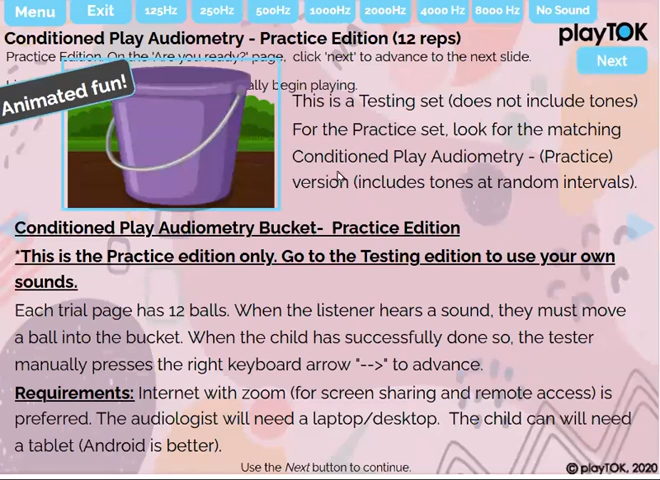 Menu Exit 125Hz 250Hz 500Hz 1000Hz 2000Hz 4000 Hz 8000 Hz No Sound
Conditioned Play Audiometry - Practice Edition (12 reps)
playTOK
Practice Edition. On the 'Are you ready?' page, click 'next' to advance to the next slide.
Next
ally begin playing.
Animated fun!
This is a Testing set (does not include tones)
For the Practice set, look for the matching
Conditioned Play Audiometry - (Practice)
version (includes tones at random intervals).
Conditioned Play Audiometry Bucket- Practice Edition
*This is the Practice edition only. Go to the Testing edition to use your own
sounds.
Each trial page has 12 balls. When the listener hears a sound, they must move
a ball into the bucket. When the child has successfully done so, the tester
manually presses the right keyboard arrow "-->" to advance.
Requirements: Internet with zoom (for screen sharing and remote access) is
preferred. The audiologist will need a laptop/desktop. The child can will need
a tablet (Android is better).
Use the Next button to continue.
© playTOK, 2020